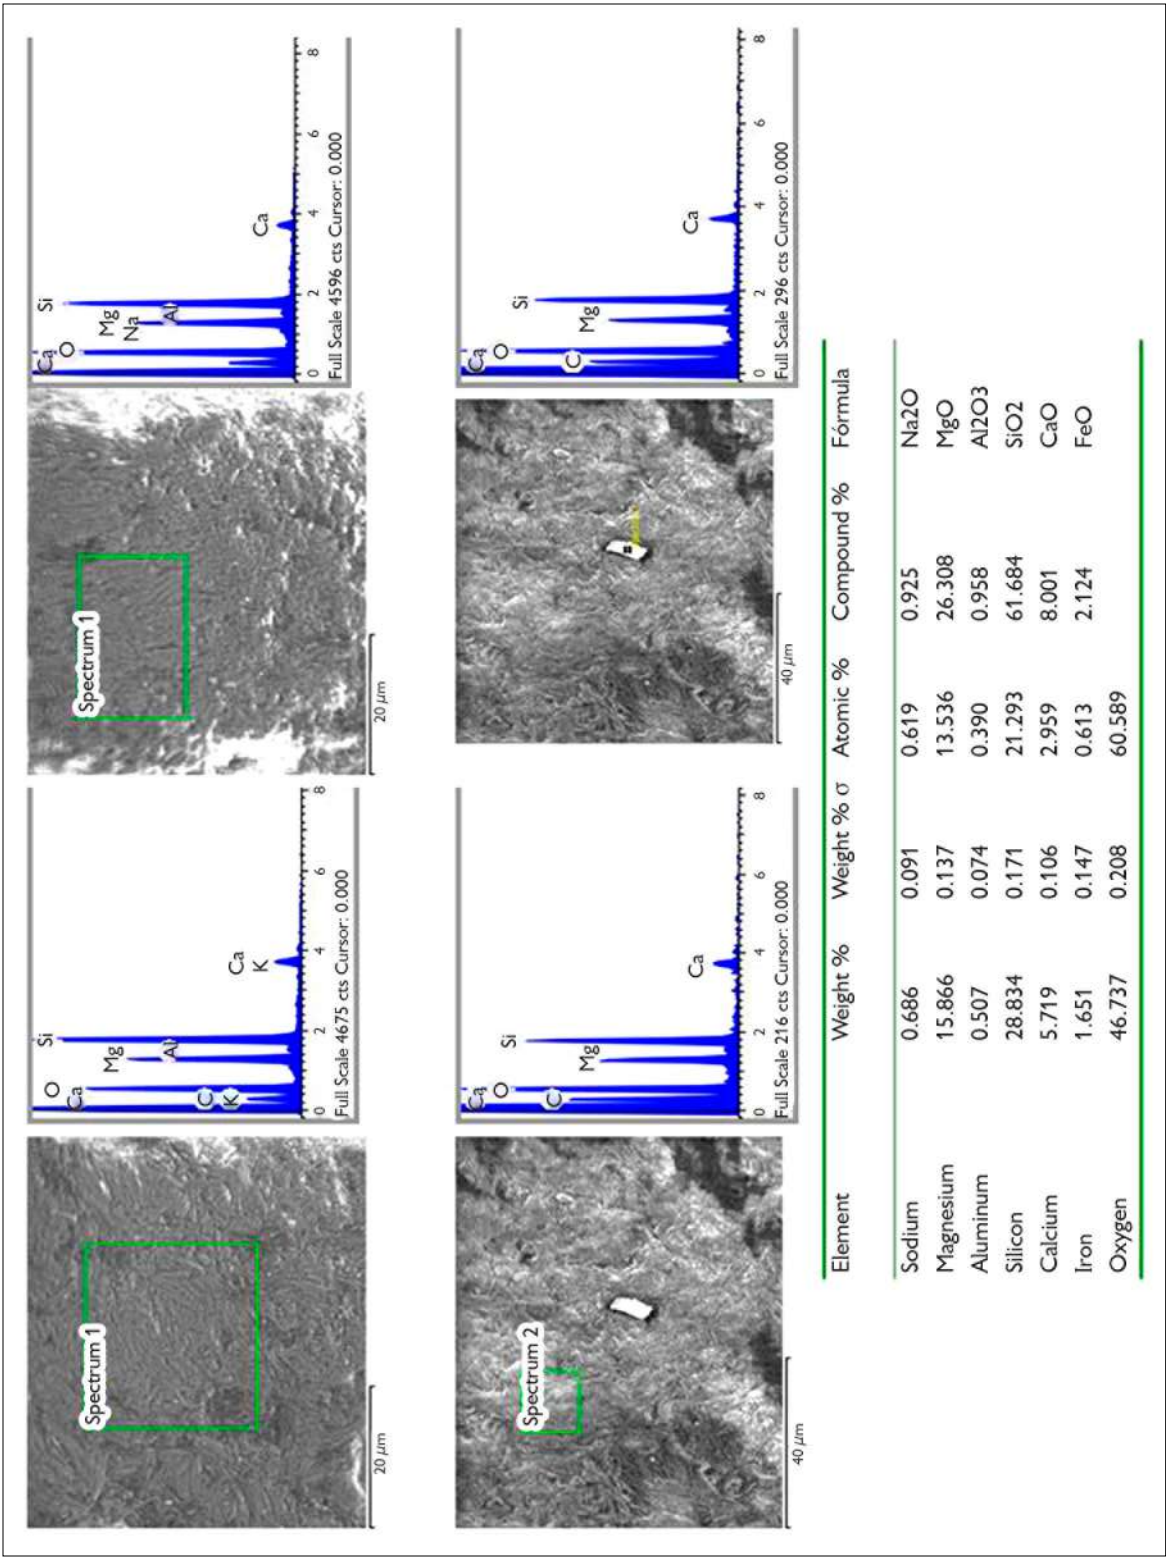 Spectrum 1
20 µm
Si
O
Ca
Mg
Al
C
K
Ca
K
0 2 4 6 8
Full Scale 4675 cts Cursor: 0.000
Spectrum 1
20 µm
Si
Ca
O
Mg
Na
Al
Ca
0 2 4 6 8
Full Scale 4596 cts Cursor: 0.000
Spectrum 2
40 µm
Ca
O
Si
Mg
C
Ca
0 2 4 6 8
Full Scale 216 cts Cursor: 0.000
40 µm
Ca
O
Si
Mg
C
Ca
0 2 4 6 8
Full Scale 296 cts Cursor: 0.000
Element Weight % Weight % σ Atomic % Compound % Fórmula
Sodium 0.686 0.091 0.619 0.925 Na2O
Magnesium 15.866 0.137 13.536 26.308 MgO
Aluminum 0.507 0.074 0.390 0.958 Al2O3
Silicon 28.834 0.171 21.293 61.684 SiO2
Calcium 5.719 0.106 2.959 8.001 CaO
Iron 1.651 0.147 0.613 2.124 FeO
Oxygen 46.737 0.208 60.589